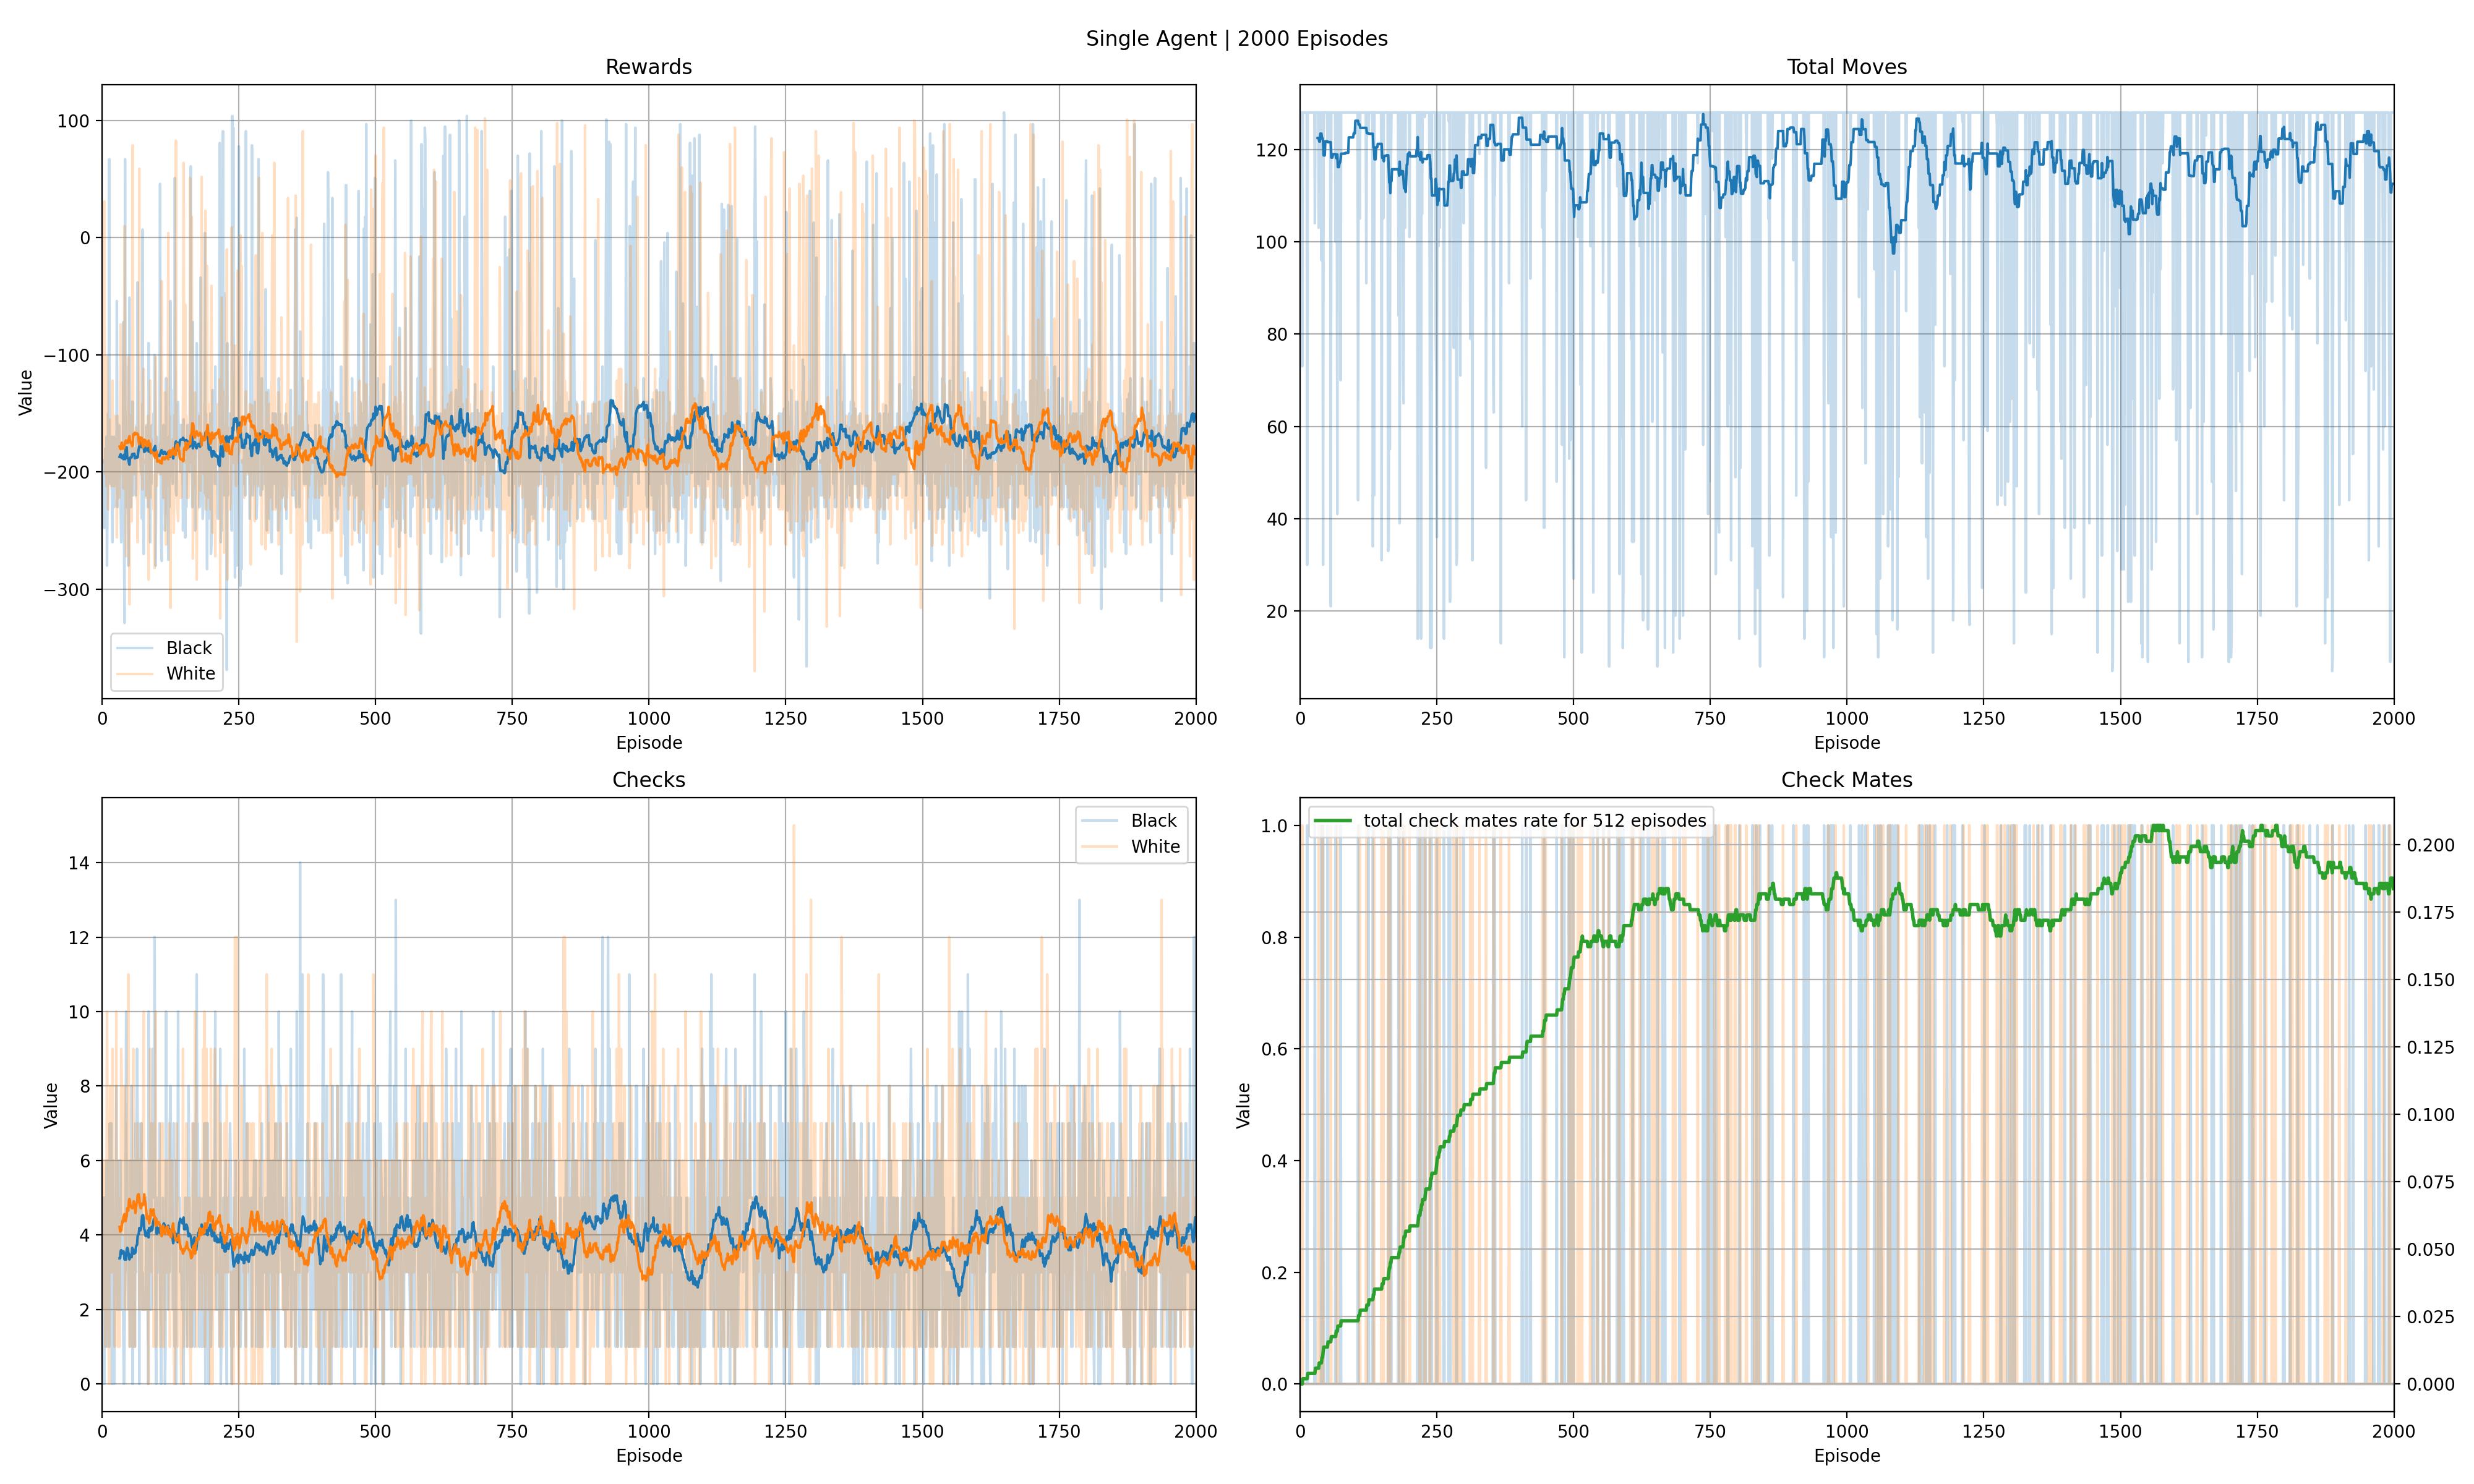 Single Agent | 2000 Episodes
Rewards
100
0
−100
−200
−300
Value
Black
White
0 250 500 750 1000 1250 1500 1750 2000
Episode
Total Moves
120
100
80
60
40
20
0 250 500 750 1000 1250 1500 1750 2000
Episode
Checks
Black
White
14
12
10
8
6
4
2
0
Value
0 250 500 750 1000 1250 1500 1750 2000
Episode
Check Mates
total check mates rate for 512 episodes
1.0
0.8
0.6
0.4
0.2
0.0
Value
0.200
0.175
0.150
0.125
0.100
0.075
0.050
0.025
0.000
0 250 500 750 1000 1250 1500 1750 2000
Episode